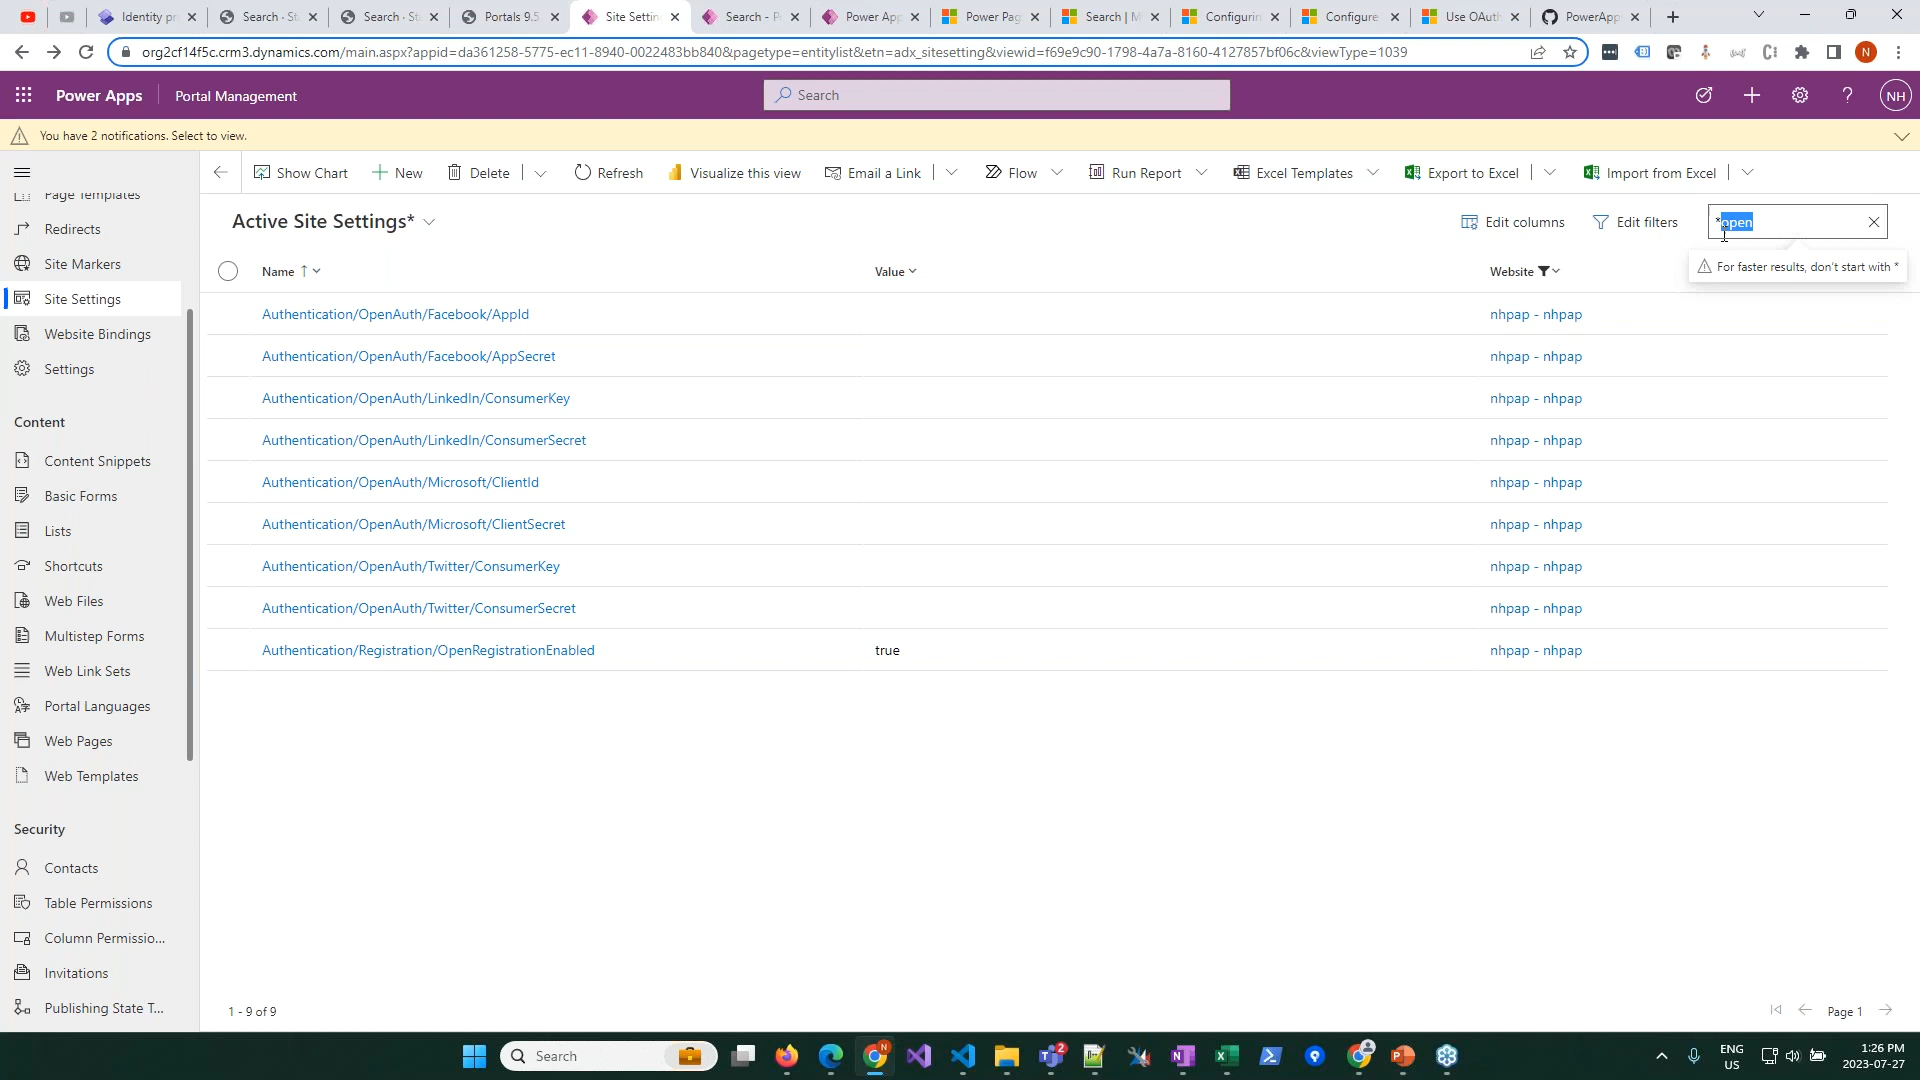 Identity pr
Search · St
Search · St
Portals 9.5.
Site Settin
Search - P
Power App
Power Pag
Search | M
Configurin
Configure
Use OAuth
PowerApp
org2cf14f5c.crm3.dynamics.com/main.aspx?appid=da361258-5775-ec11-8940-0022483bb840&pagetype=entitylist&etn=adx_sitesetting&viewid=f69e9c90-1798-4a7a-8160-4127857bf06c&viewType=1039
N
Power Apps
Portal Management
Search
NH
You have 2 notifications. Select to view.
Show Chart
New
Delete
Refresh
Visualize this view
Email a Link
Flow
Run Report
Excel Templates
Export to Excel
Import from Excel
Page Templates
Redirects
Site Markers
Site Settings
Website Bindings
Settings
Content
Content Snippets
Basic Forms
Lists
Shortcuts
Web Files
Multistep Forms
Web Link Sets
Portal Languages
Web Pages
Web Templates
Security
Contacts
Table Permissions
Column Permissio...
Invitations
Publishing State T...
Active Site Settings*
Edit columns
Edit filters
*open
For faster results, don't start with *
Name Value Website
Authentication/OpenAuth/Facebook/AppId nhpap - nhpap
Authentication/OpenAuth/Facebook/AppSecret nhpap - nhpap
Authentication/OpenAuth/LinkedIn/ConsumerKey nhpap - nhpap
Authentication/OpenAuth/LinkedIn/ConsumerSecret nhpap - nhpap
Authentication/OpenAuth/Microsoft/ClientId nhpap - nhpap
Authentication/OpenAuth/Microsoft/ClientSecret nhpap - nhpap
Authentication/OpenAuth/Twitter/ConsumerKey nhpap - nhpap
Authentication/OpenAuth/Twitter/ConsumerSecret nhpap - nhpap
Authentication/Registration/OpenRegistrationEnabled true nhpap - nhpap
1 - 9 of 9
Page 1
Search
2
N
ENG
US
1:26 PM
2023-07-27